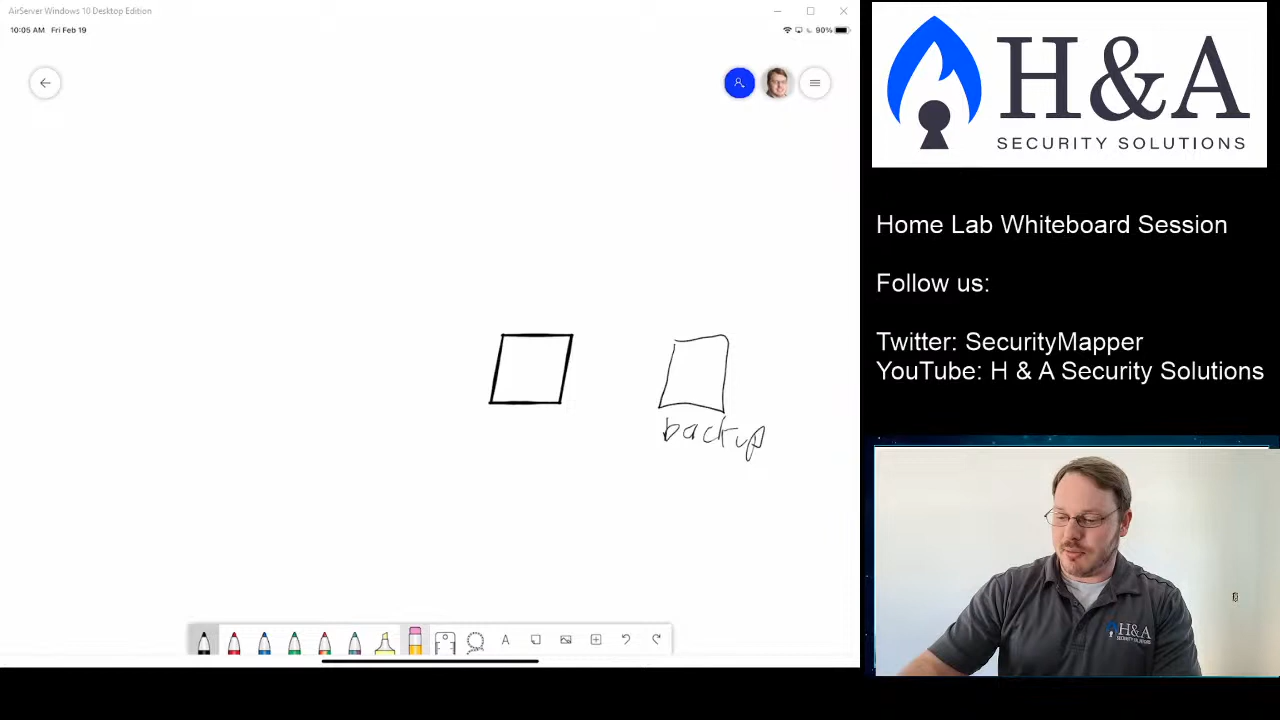 AirServer Windows 10 Desktop Edition
10:05 AM Fri Feb 19
90%
A
backup
H&A
SECURITY SOLUTIONS
Home Lab Whiteboard Session
Follow us:
Twitter: SecurityMapper
YouTube: H & A Security Solutions
H&A